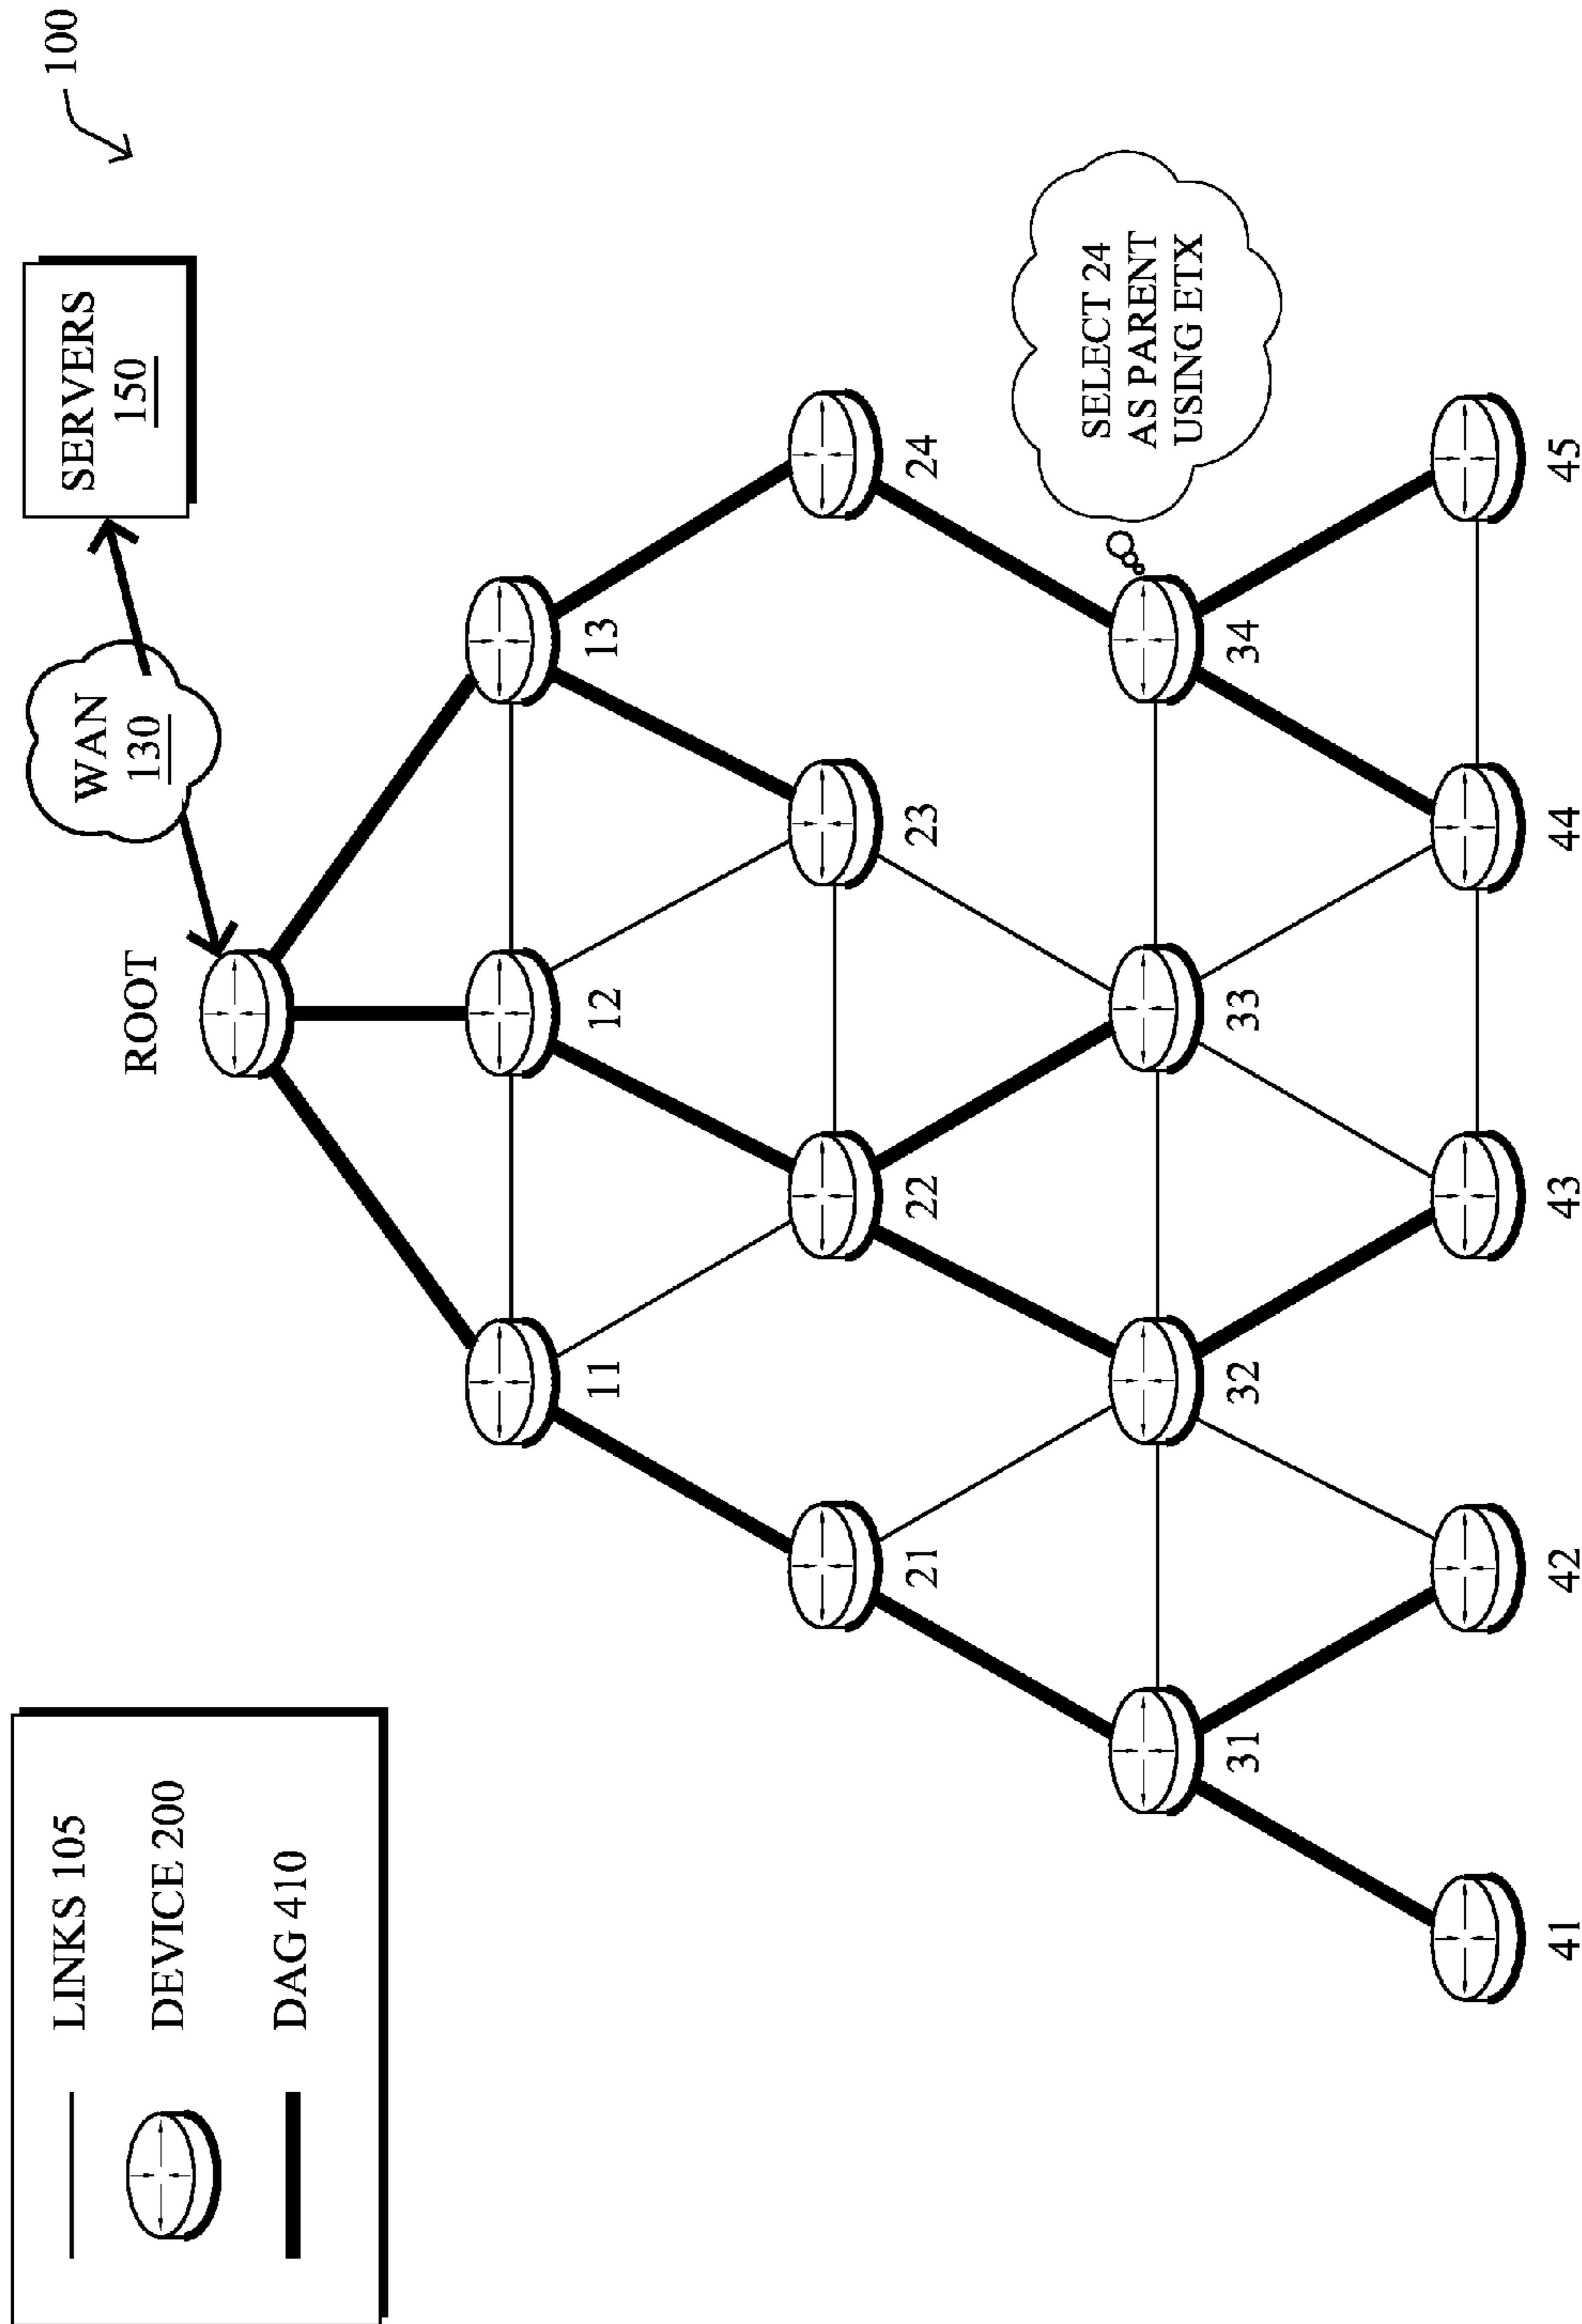 LINKS 105
DEVICE 200
DAG 410
WAN
130
SERVERS
150
100
ROOT
11
12
13
21
22
23
24
SELECT 24
AS PARENT
USING ETX
31
32
33
34
41
42
43
44
45